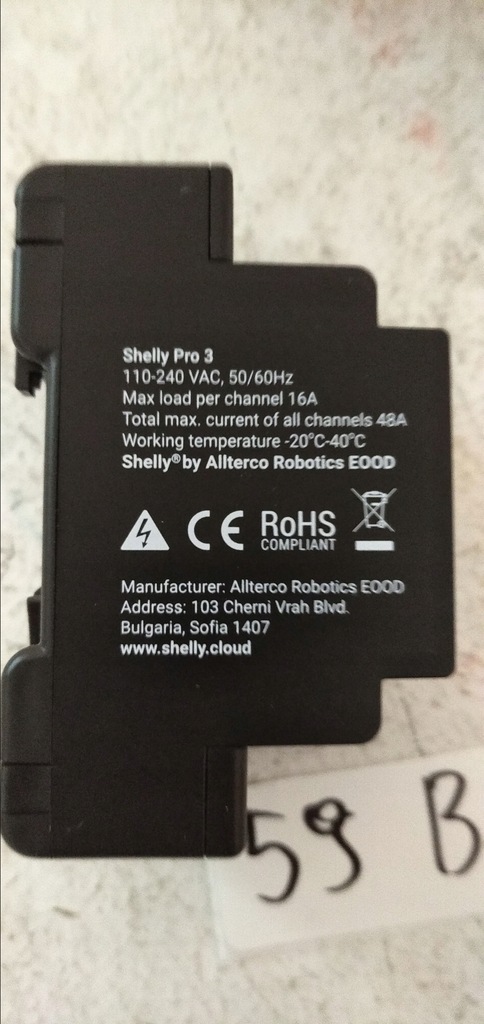 Shelly Pro 3
110-240 VAC, 50/60Hz
Max load per channel 16A
Total max. current of all channels 48A
Working temperature -20°C-40°C
Shelly® by Allterco Robotics EOOD
CE RoHS
COMPLIANT
Manufacturer: Allterco Robotics EOOD
Address: 103 Cherni Vrah Blvd.
Bulgaria, Sofia 1407
www.shelly.cloud
59 B